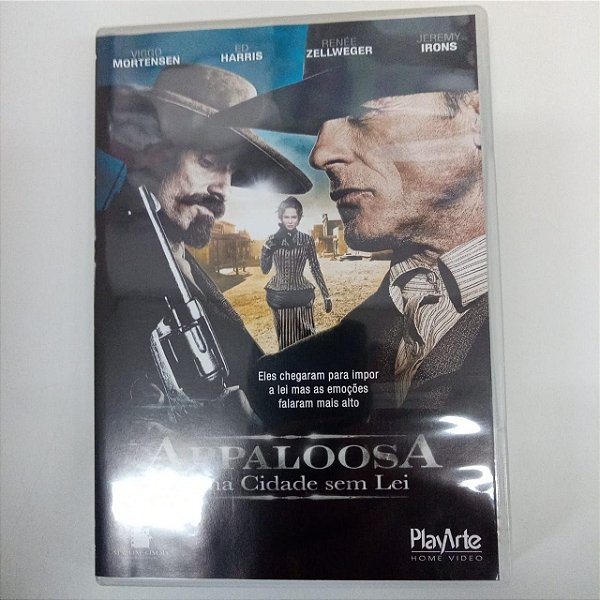 VIGGO MORTENSEN
ED HARRIS
RENÉE ZELLWEGER
JEREMY IRONS
Eles chegaram para impor
a lei mas as emoções
falaram mais alto
APPALOOSA
Cidade sem Lei
PlayArte
HOME VIDEO